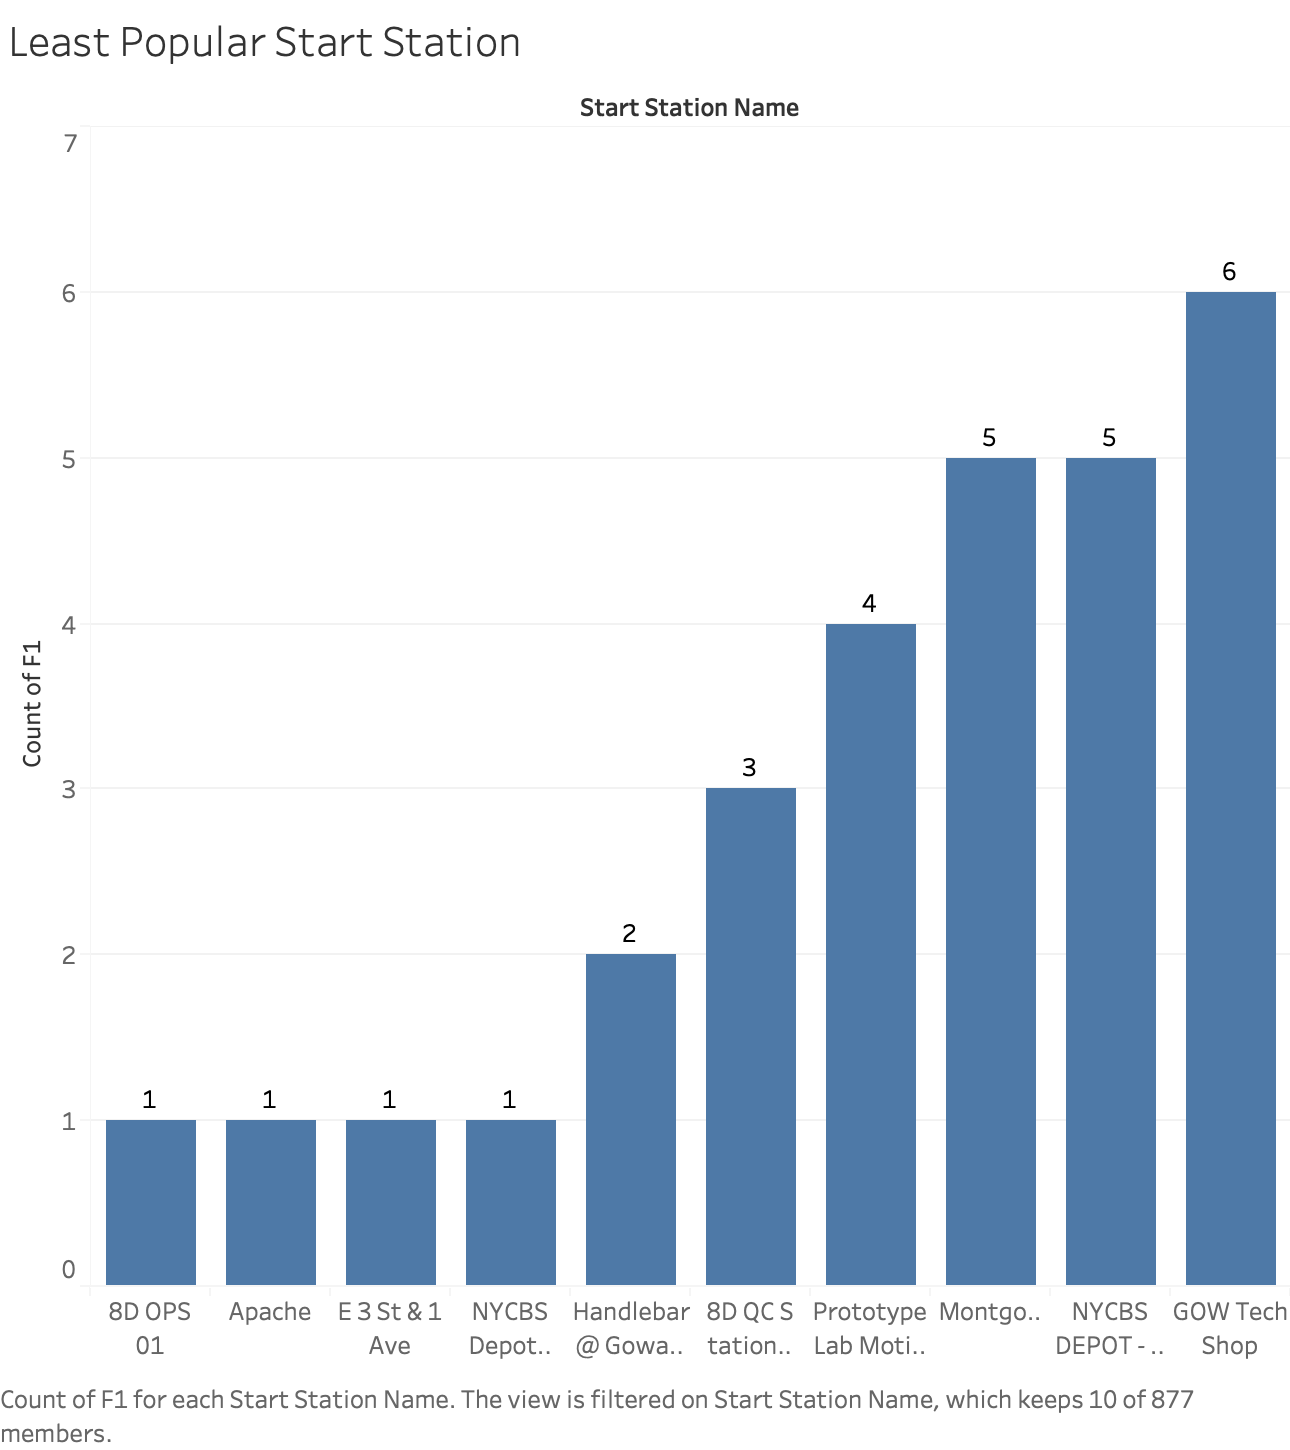 Least Popular Start Station
Start Station Name
7
6
5
4
3
2
1
0
Count of F1
1
1
1
1
2
3
4
5
5
6
8D OPS
01
Apache
E 3 St & 1
Ave
NYCBS
Depot..
Handlebar
@ Gowa..
8D QC S
tation..
Prototype
Lab Moti..
Montgo..
NYCBS
DEPOT - ..
GOW Tech
Shop
Count of F1 for each Start Station Name. The view is filtered on Start Station Name, which keeps 10 of 877
members.